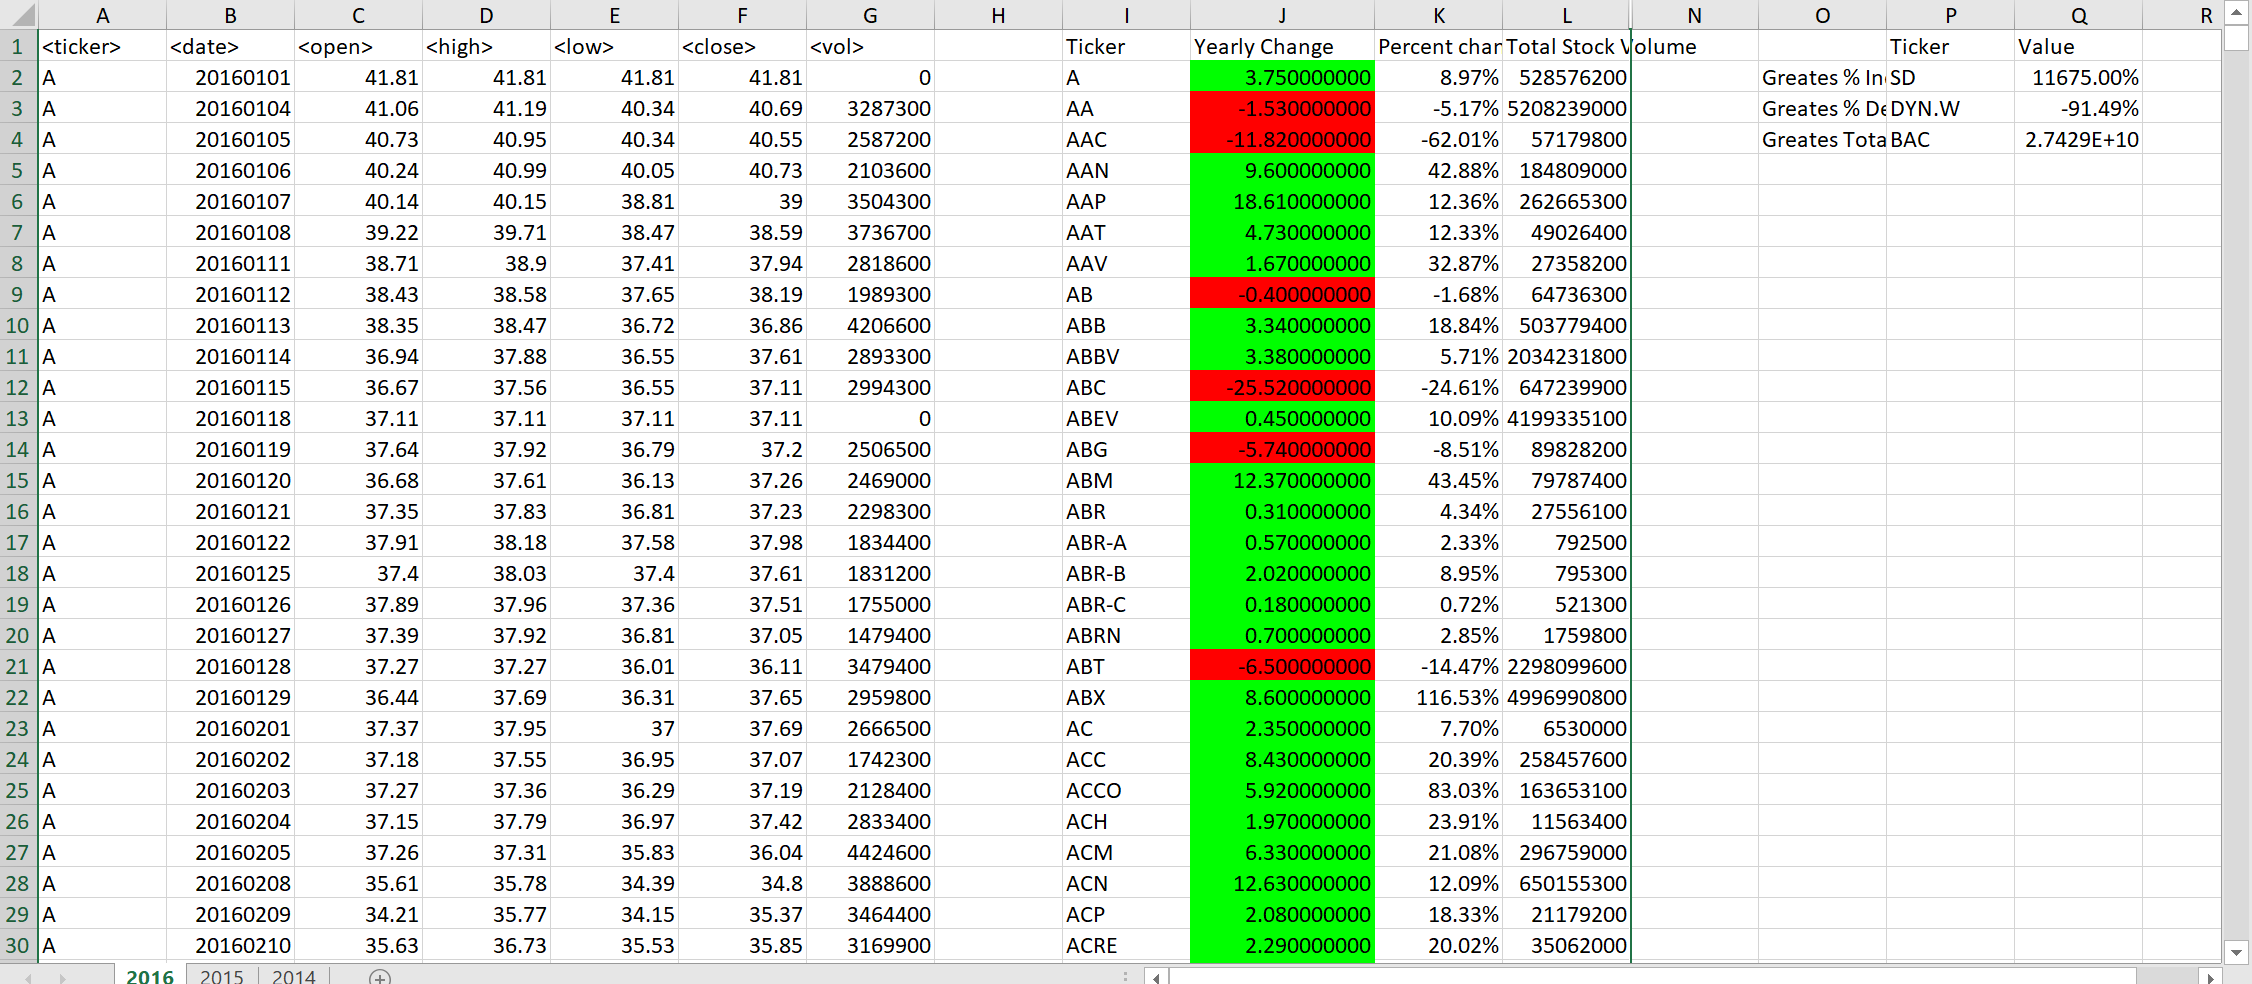 A B C D E F G H I J K L N O P Q R
1 <ticker> <date> <open> <high> <low> <close> <vol> Ticker Yearly Change Percent char Total Stock Volume Ticker Value
2 A 20160101 41.81 41.81 41.81 41.81 0 A 3.750000000 8.97% 528576200 Greates % In SD 11675.00%
3 A 20160104 41.06 41.19 40.34 40.69 3287300 AA -1.530000000 -5.17% 5208239000 Greates % De DYN.W -91.49%
4 A 20160105 40.73 40.95 40.34 40.55 2587200 AAC -11.820000000 -62.01% 57179800 Greates Tota BAC 2.7429E+10
5 A 20160106 40.24 40.99 40.05 40.73 2103600 AAN 9.600000000 42.88% 184809000
6 A 20160107 40.14 40.15 38.81 39 3504300 AAP 18.610000000 12.36% 262665300
7 A 20160108 39.22 39.71 38.47 38.59 3736700 AAT 4.730000000 12.33% 49026400
8 A 20160111 38.71 38.9 37.41 37.94 2818600 AAV 1.670000000 32.87% 27358200
9 A 20160112 38.43 38.58 37.65 38.19 1989300 AB -0.400000000 -1.68% 64736300
10 A 20160113 38.35 38.47 36.72 36.86 4206600 ABB 3.340000000 18.84% 503779400
11 A 20160114 36.94 37.88 36.55 37.61 2893300 ABBV 3.380000000 5.71% 2034231800
12 A 20160115 36.67 37.56 36.55 37.11 2994300 ABC -25.520000000 -24.61% 647239900
13 A 20160118 37.11 37.11 37.11 37.11 0 ABEV 0.450000000 10.09% 4199335100
14 A 20160119 37.64 37.92 36.79 37.2 2506500 ABG -5.740000000 -8.51% 89828200
15 A 20160120 36.68 37.61 36.13 37.26 2469000 ABM 12.370000000 43.45% 79787400
16 A 20160121 37.35 37.83 36.81 37.23 2298300 ABR 0.310000000 4.34% 27556100
17 A 20160122 37.91 38.18 37.58 37.98 1834400 ABR-A 0.570000000 2.33% 792500
18 A 20160125 37.4 38.03 37.4 37.61 1831200 ABR-B 2.020000000 8.95% 795300
19 A 20160126 37.89 37.96 37.36 37.51 1755000 ABR-C 0.180000000 0.72% 521300
20 A 20160127 37.39 37.92 36.81 37.05 1479400 ABRN 0.700000000 2.85% 1759800
21 A 20160128 37.27 37.27 36.01 36.11 3479400 ABT -6.500000000 -14.47% 2298099600
22 A 20160129 36.44 37.69 36.31 37.65 2959800 ABX 8.600000000 116.53% 4996990800
23 A 20160201 37.37 37.95 37 37.69 2666500 AC 2.350000000 7.70% 6530000
24 A 20160202 37.18 37.55 36.95 37.07 1742300 ACC 8.430000000 20.39% 258457600
25 A 20160203 37.27 37.36 36.29 37.19 2128400 ACCO 5.920000000 83.03% 163653100
26 A 20160204 37.15 37.79 36.97 37.42 2833400 ACH 1.970000000 23.91% 11563400
27 A 20160205 37.26 37.31 35.83 36.04 4424600 ACM 6.330000000 21.08% 296759000
28 A 20160208 35.61 35.78 34.39 34.8 3888600 ACN 12.630000000 12.09% 650155300
29 A 20160209 34.21 35.77 34.15 35.37 3464400 ACP 2.080000000 18.33% 21179200
30 A 20160210 35.63 36.73 35.53 35.85 3169900 ACRE 2.290000000 20.02% 35062000
2016 2015 2014